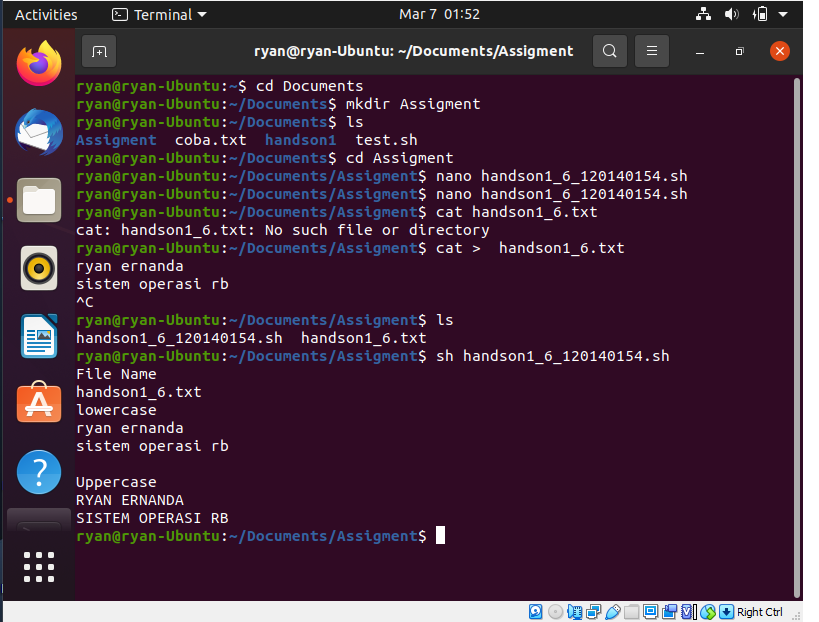 Activities Terminal Mar 7 01:52
ryan@ryan-Ubuntu: ~/Documents/Assigment
ryan@ryan-Ubuntu:~$ cd Documents
ryan@ryan-Ubuntu:~/Documents$ mkdir Assigment
ryan@ryan-Ubuntu:~/Documents$ ls
Assigment coba.txt handson1 test.sh
ryan@ryan-Ubuntu:~/Documents$ cd Assigment
ryan@ryan-Ubuntu:~/Documents/Assigment$ nano handson1_6_120140154.sh
ryan@ryan-Ubuntu:~/Documents/Assigment$ nano handson1_6_120140154.sh
ryan@ryan-Ubuntu:~/Documents/Assigment$ cat handson1_6.txt
cat: handson1_6.txt: No such file or directory
ryan@ryan-Ubuntu:~/Documents/Assigment$ cat >  handson1_6.txt
ryan ernanda
sistem operasi rb
^C
ryan@ryan-Ubuntu:~/Documents/Assigment$ ls
handson1_6_120140154.sh  handson1_6.txt
ryan@ryan-Ubuntu:~/Documents/Assigment$ sh handson1_6_120140154.sh
File Name
handson1_6.txt
lowercase
ryan ernanda
sistem operasi rb
Uppercase
RYAN ERNANDA
SISTEM OPERASI RB
ryan@ryan-Ubuntu:~/Documents/Assigment$
Right Ctrl